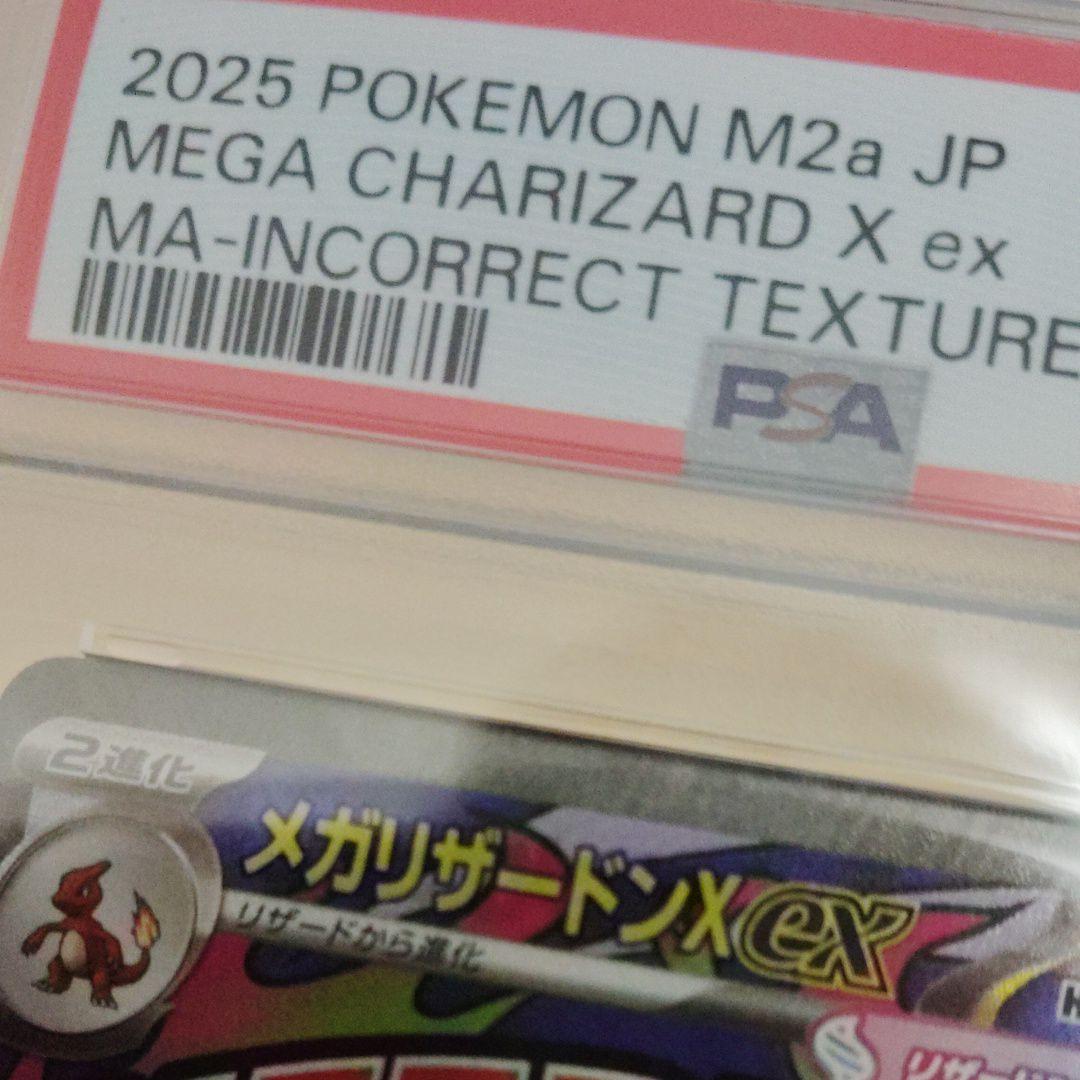 2025 POKEMON M2a JP
MEGA CHARIZARD X ex
MA-INCORRECT TEXTURE
PSA
2進化
メガリザードンXex
リザードから進化